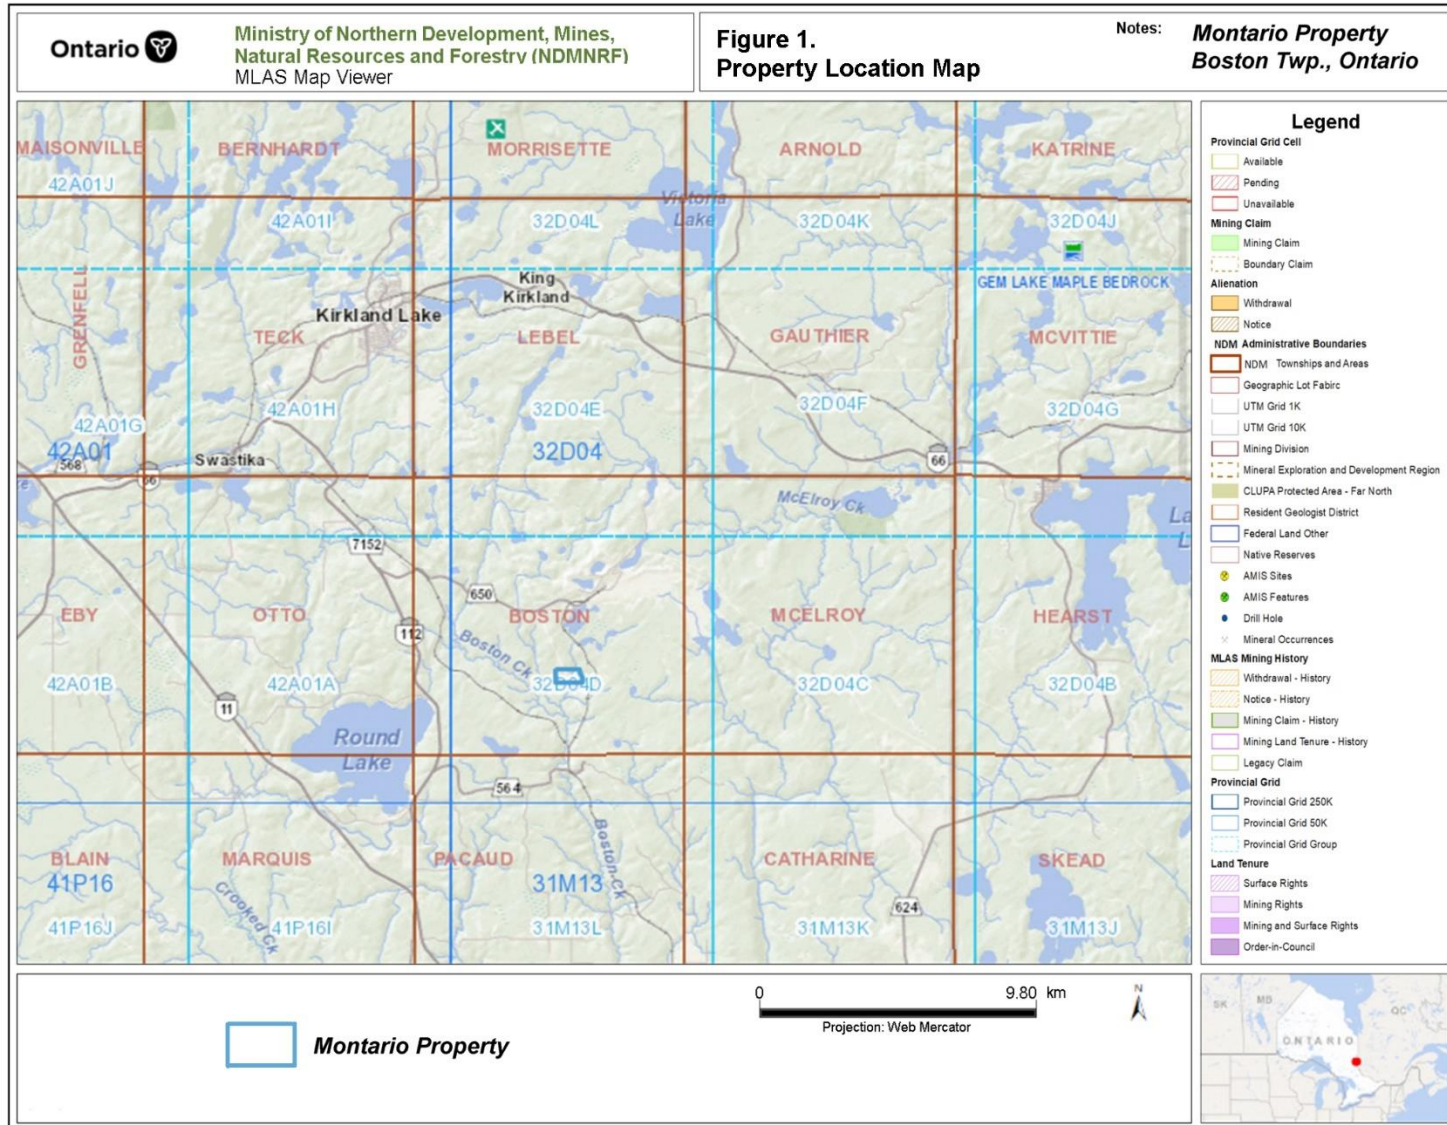 Ontario
Ministry of Northern Development, Mines,
Natural Resources and Forestry (NDMNRF)
MLAS Map Viewer
Figure 1.
Property Location Map
Notes:
Montario Property
Boston Twp., Ontario
MAISONVILLE
BERNHARDT
MORRISETTE
ARNOLD
KATRINE
42A01J
42A01I
32D04L
Victoria
Lake
32D04K
32D04J
GEM LAKE MAPLE BEDROCK
King
Kirkland
Kirkland Lake
GRENFELL
TECK
LEBEL
GAUTHIER
MCVITTIE
42A01G
42A01H
32D04E
32D04F
32D04G
42A01
32D04
568
66
Swastika
66
McElroy Ck
7152
650
EBY
OTTO
112
BOSTON
MCELROY
HEARST
Boston Ck
42A01B
42A01A
32D04D
32D04C
32D04B
11
Round
Lake
564
Boston Ck
BLAIN
MARQUIS
PACAUD
CATHARINE
SKEAD
41P16
31M13
Crooked Ck
624
41P16J
41P16I
31M13L
31M13K
31M13J
Legend
Provincial Grid Cell
Available
Pending
Unavailable
Mining Claim
Mining Claim
Boundary Claim
Alienation
Withdrawal
Notice
NDM Administrative Boundaries
NDM Townships and Areas
Geographic Lot Fabirc
UTM Grid 1K
UTM Grid 10K
Mining Division
Mineral Exploration and Development Region
CLUPA Protected Area - Far North
Resident Geologist District
Federal Land Other
Native Reserves
AMIS Sites
AMIS Features
Drill Hole
Mineral Occurrences
MLAS Mining History
Withdrawal - History
Notice - History
Mining Claim - History
Mining Land Tenure - History
Legacy Claim
Provincial Grid
Provincial Grid 250K
Provincial Grid 50K
Provincial Grid Group
Land Tenure
Surface Rights
Mining Rights
Mining and Surface Rights
Order-in-Council
Montario Property
0 9.80 km
Projection: Web Mercator
N
SK
MB
ONTARIO
QC